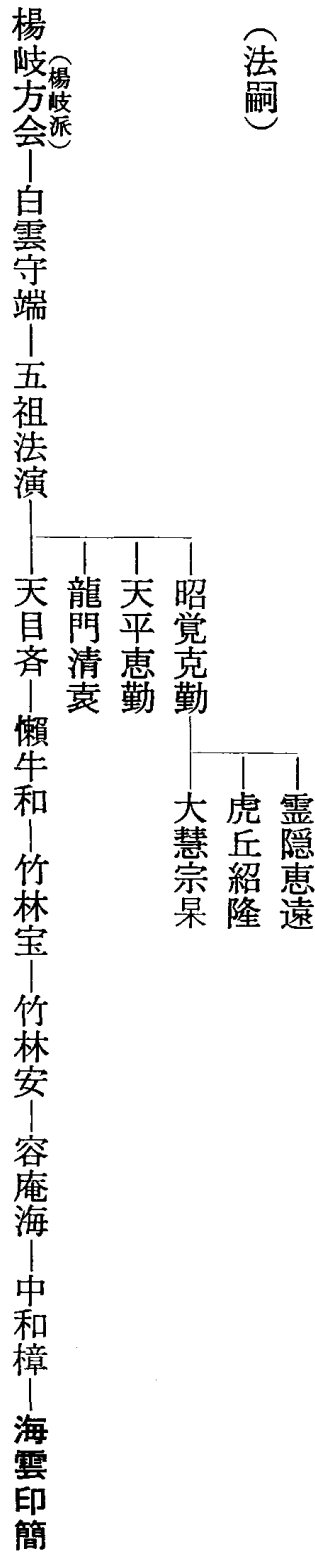 （法嗣）
霊隠恵遠
虎丘紹隆
昭覚克勤―大慧宗杲
天平恵勤
龍門清袁
（楊岐派）
楊岐方会―白雲守端―五祖法演―天目斉―懶牛和―竹林宝―竹林安―容庵海―中和樟―海雲印簡